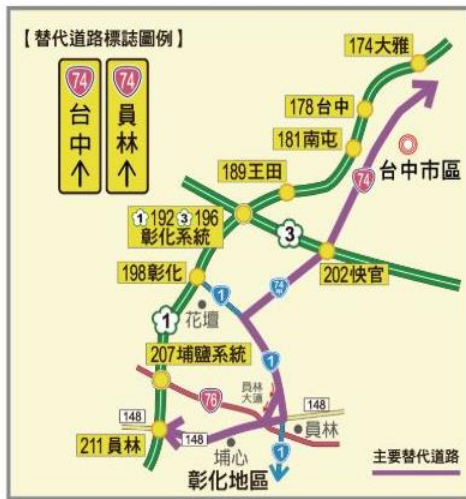 【替代道路標誌圖例】
74
台中
↑
74
員林
↑
174大雅
178台中
181南屯
189王田
台中市區
74
1 192 3 196
彰化系統
3
202快官
198彰化
1
74甲
花壇
1
207埔鹽系統
1
76
員林
大道
148
148
員林
211員林
148
埔心
1
彰化地區
主要替代道路